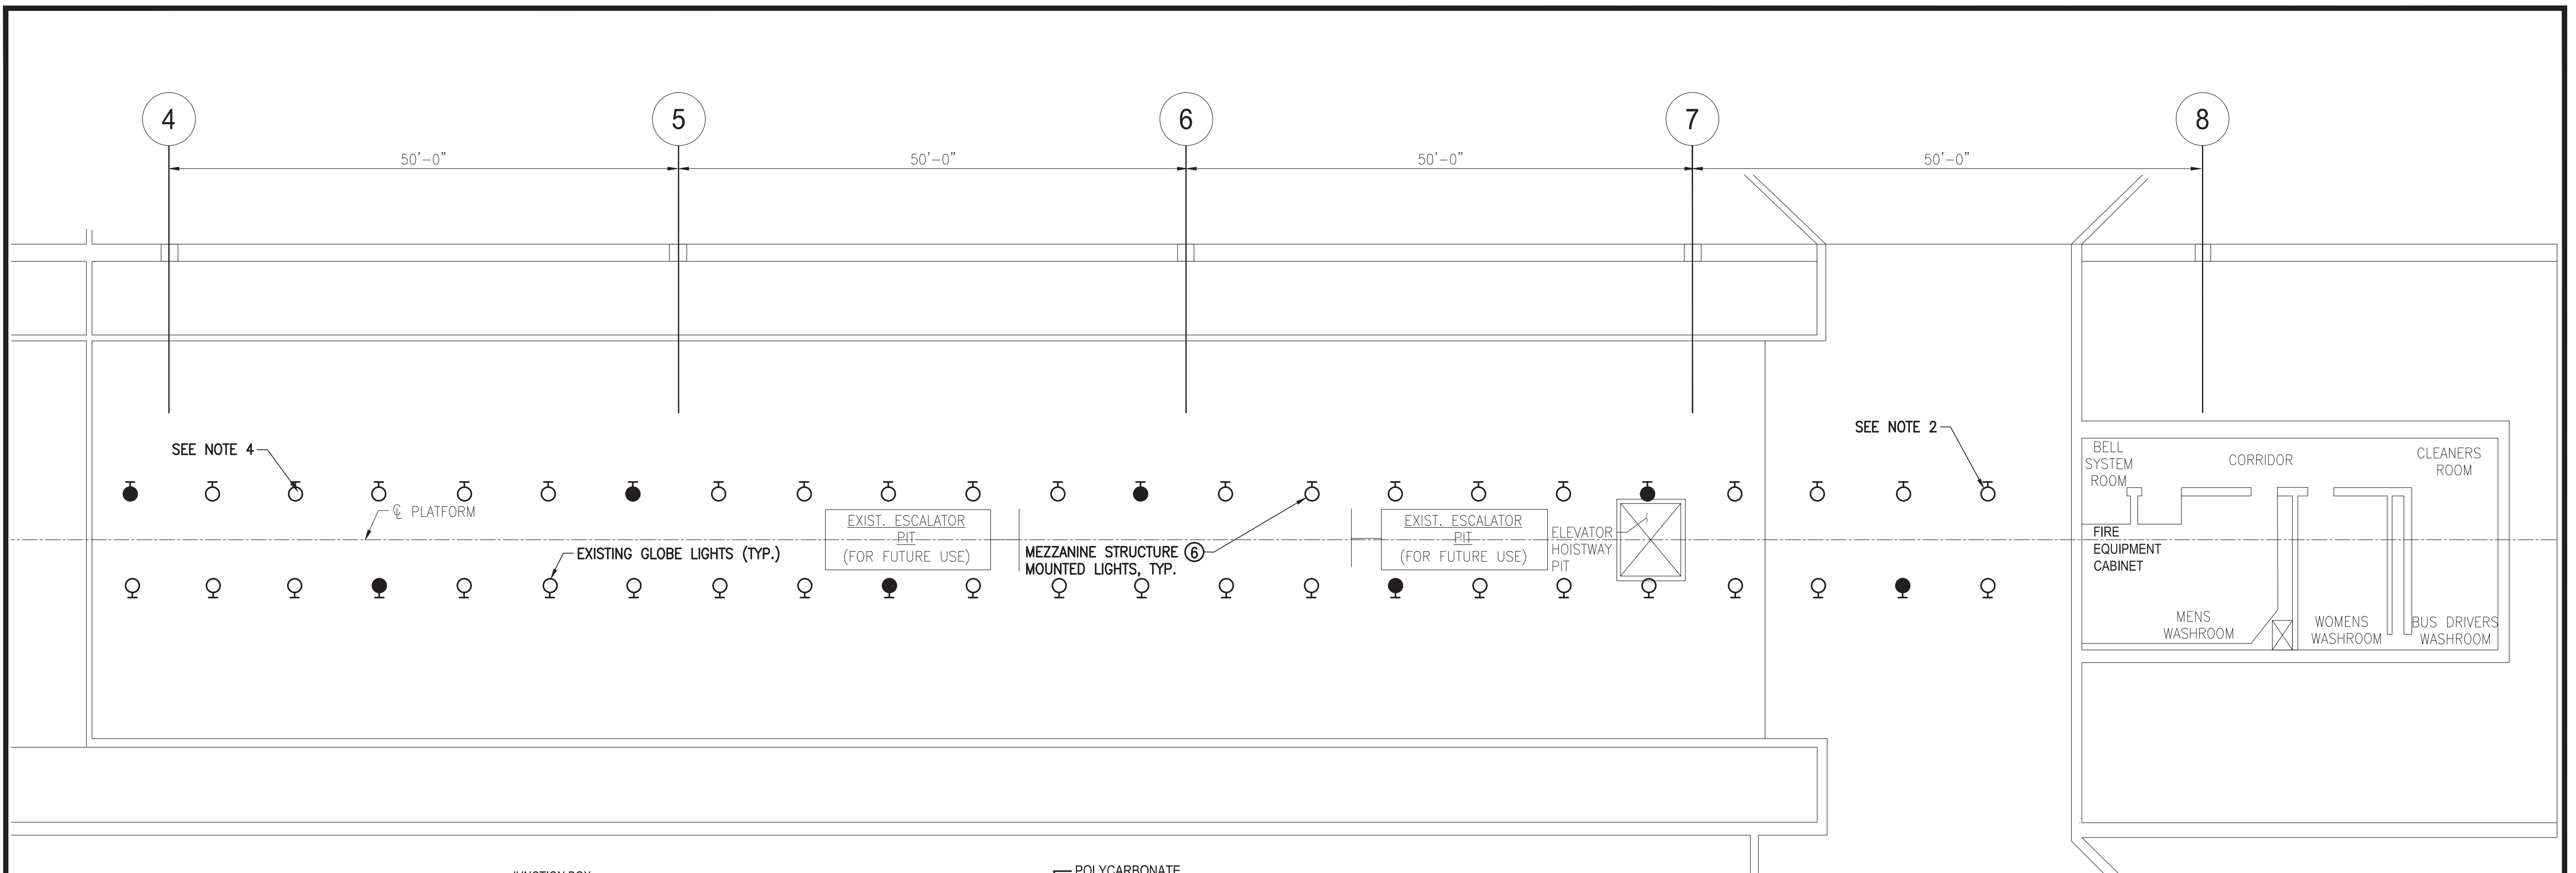 4 5 6 7 8
50'-0" 50'-0" 50'-0" 50'-0"
SEE NOTE 4
SEE NOTE 2
℄ PLATFORM
EXISTING GLOBE LIGHTS (TYP.)
EXIST. ESCALATOR
PIT
(FOR FUTURE USE)
MEZZANINE STRUCTURE 6
MOUNTED LIGHTS, TYP.
EXIST. ESCALATOR
PIT
(FOR FUTURE USE)
ELEVATOR
HOISTWAY
PIT
BELL
SYSTEM
ROOM
CORRIDOR
CLEANERS
ROOM
FIRE
EQUIPMENT
CABINET
MENS
WASHROOM
WOMENS
WASHROOM
BUS DRIVERS
WASHROOM
JUNCTION BOX
POLYCARBONATE